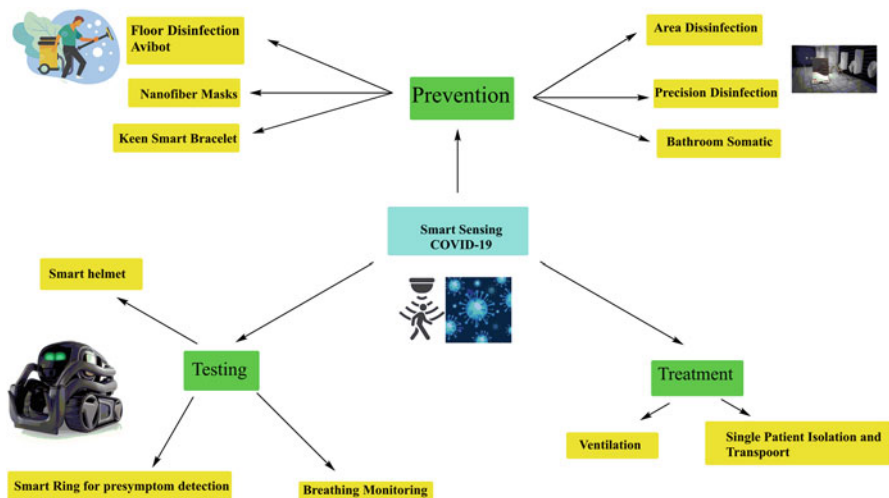 Floor Disinfection
Avibot
Nanofiber Masks
Keen Smart Bracelet
Prevention
Area Dissinfection
Precision Disinfection
Bathroom Somatic
Smart Sensing
COVID-19
Smart helmet
Testing
Smart Ring for presymptom detection
Breathing Monitoring
Treatment
Ventilation
Single Patient Isolation and
Transpoort